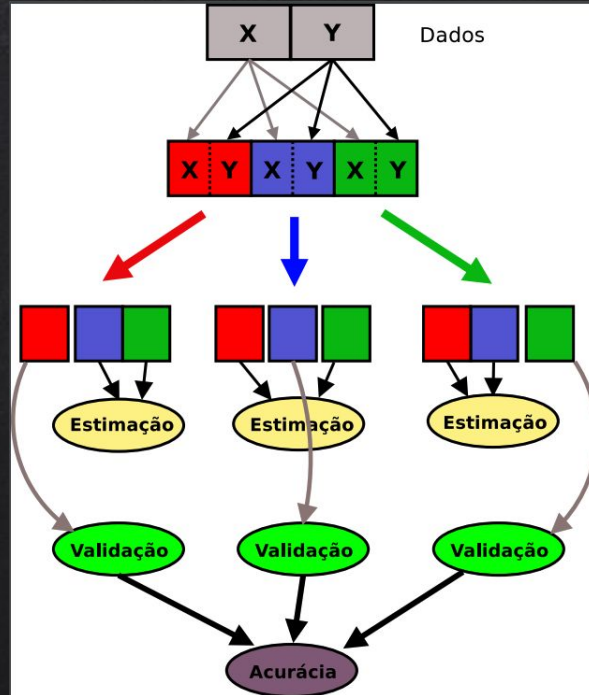 X Y Dados
X Y X Y X Y
Estimação Estimação Estimação
Validação Validação Validação
Acurácia